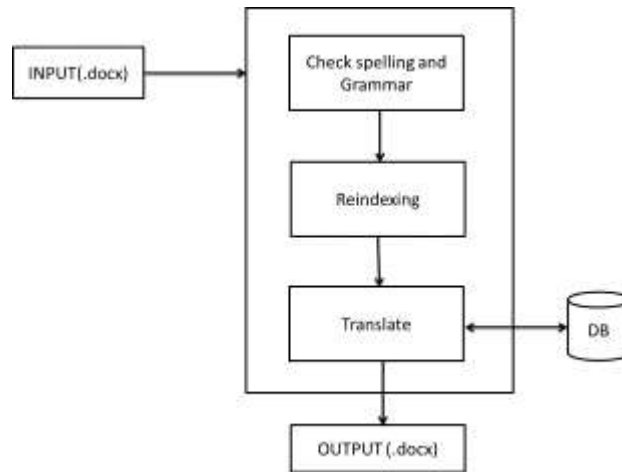 INPUT(.docx)
Check spelling and
Grammar
Reindexing
Translate
DB
OUTPUT (.docx)